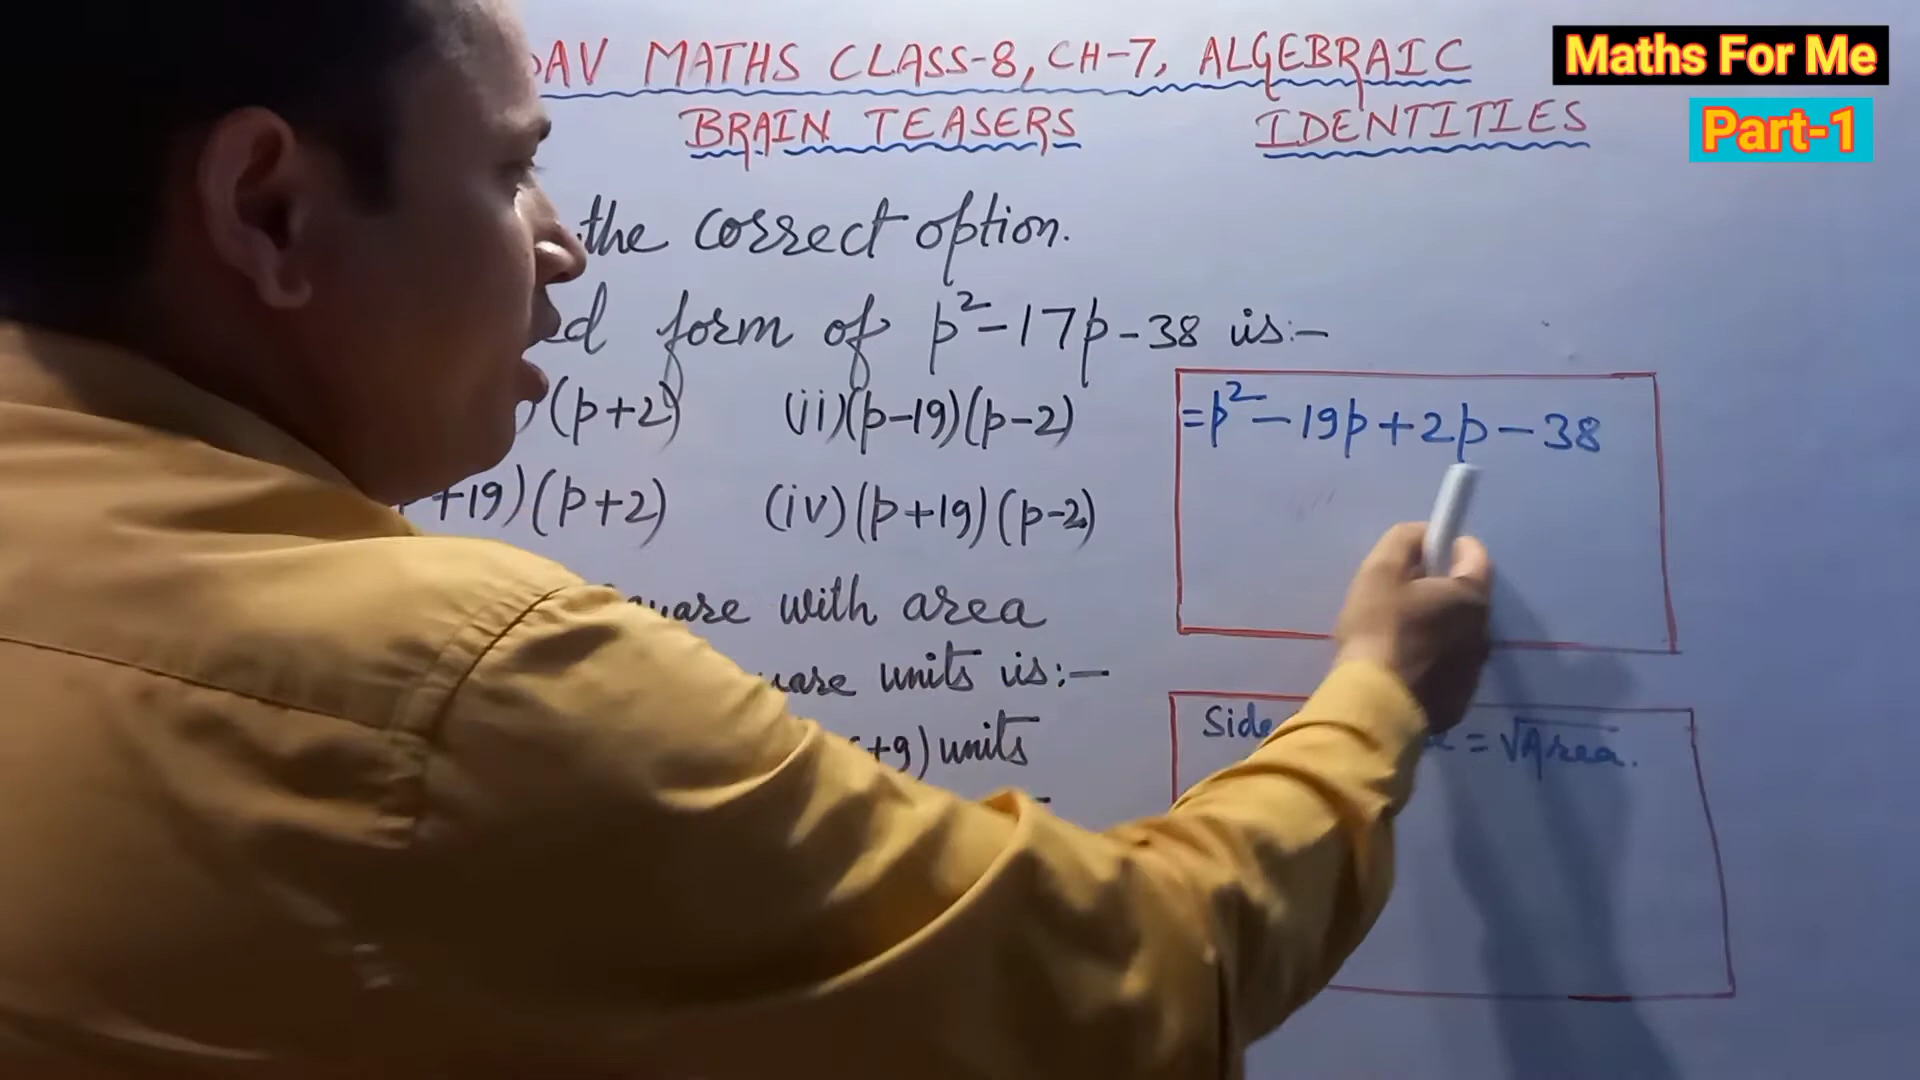 DAV MATHS CLASS-8, CH-7, ALGEBRAIC
BRAIN TEASERS IDENTITIES
Maths For Me
Part-1
the correct option.
form of p²-17p-38 is:-
(p+2) (ii)(p-19)(p-2)
+19)(p+2) (iv)(p+19)(p-2)
=p²-19p+2p-38
with area
units is:-
+9) units
Side = √Area.